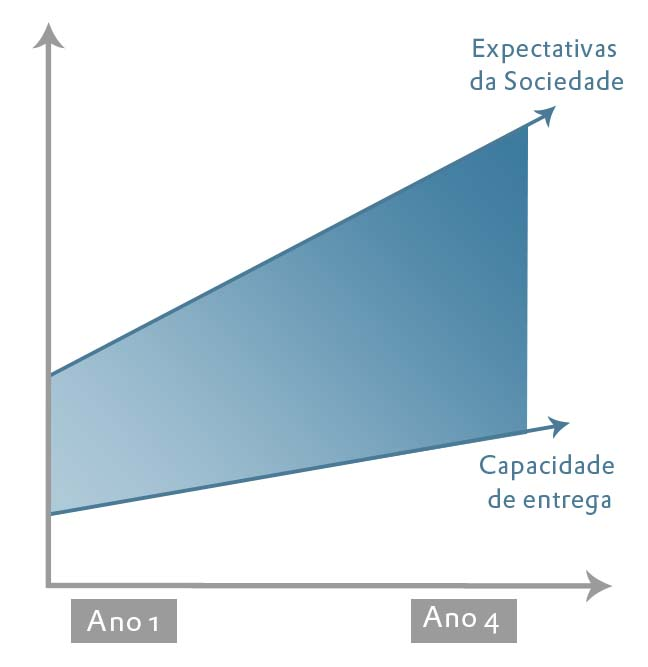 Expectativas
da Sociedade
Capacidade
de entrega
Ano 1
Ano 4